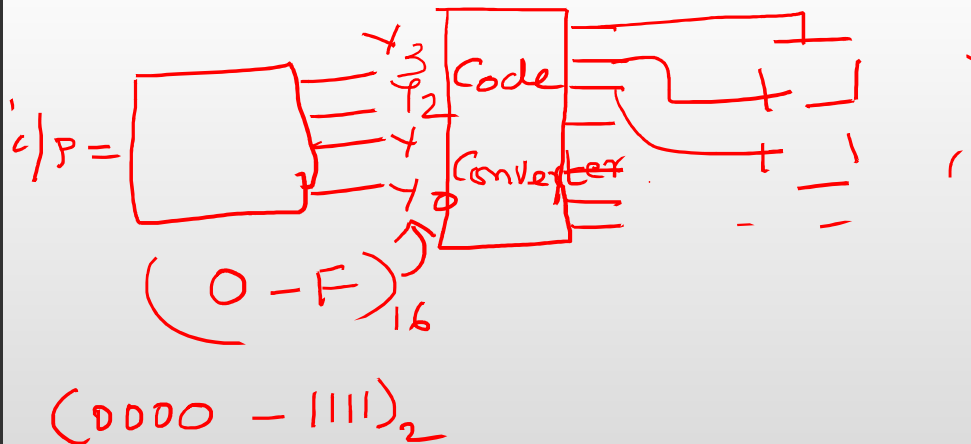 Y3
Y2
Y
Y0
Code
Converter
i/p =
(0 - F)16
(0000 - 1111)2